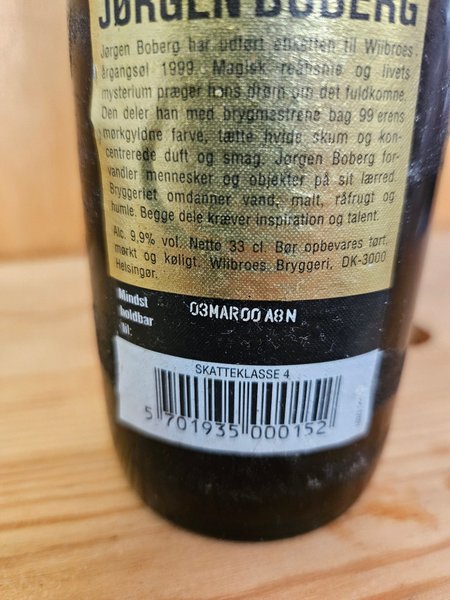 JØRGEN BOBERG
Jørgen Boberg har udført etiketten til Wiibroes
årgangsøl 1999. Magisk realisme og livets
mysterium præger hans drøm om det fuldkomne.
Den deler han med brygmestrene bag 99'erens
mørkgyldne farve, tætte hvide skum og kon-
centrerede duft og smag. Jørgen Boberg for-
vandler mennesker og objekter på sit lærred.
Bryggeriet omdanner vand, malt, råfrugt og
humle. Begge dele kræver inspiration og talent.
Alc. 9,9% vol. Netto 33 cl. Bør opbevares tørt,
mørkt og køligt. Wiibroes Bryggeri, DK-3000
Helsingør.
Mindst
holdbar
til:
03MAR00 A8N
SKATTEKLASSE 4
5 701935 000152